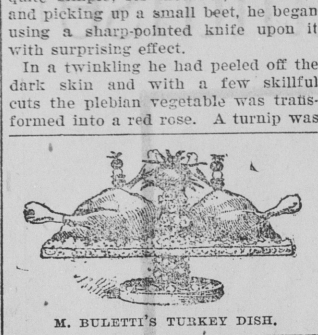 and picking up a small beet, he began
using a sharp-pointed knife upon it
with surprising effect.
In a twinkling he had peeled off the
dark skin and with a few skillful
cuts the plebian vegetable was trans-
formed into a red rose. A turnip was
M. BULETTI'S TURKEY DISH.